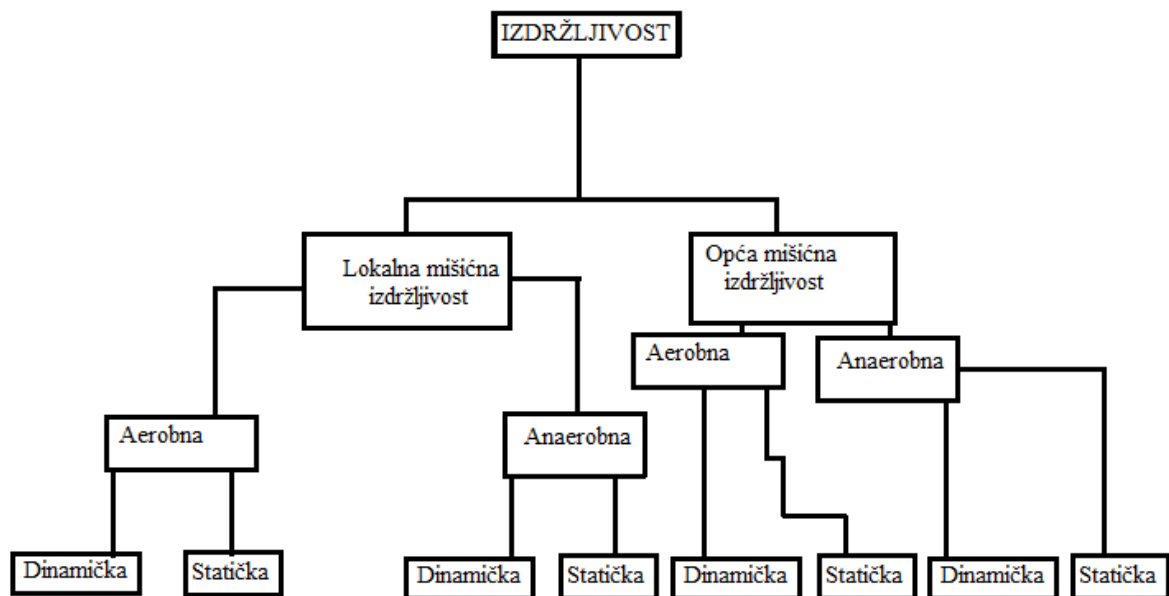 IZDRŽLJIVOST
Lokalna mišićna
izdržljivost
Opća mišićna
izdržljivost
Aerobna
Anaerobna
Aerobna
Anaerobna
Dinamička
Statička
Dinamička
Statička
Dinamička
Statička
Dinamička
Statička